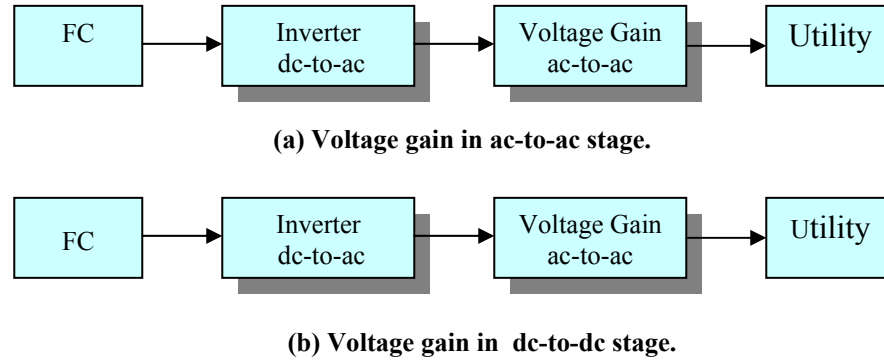 FC
Inverter
dc-to-ac
Voltage Gain
ac-to-ac
Utility
(a) Voltage gain in ac-to-ac stage.
FC
Inverter
dc-to-ac
Voltage Gain
ac-to-ac
Utility
(b) Voltage gain in dc-to-dc stage.